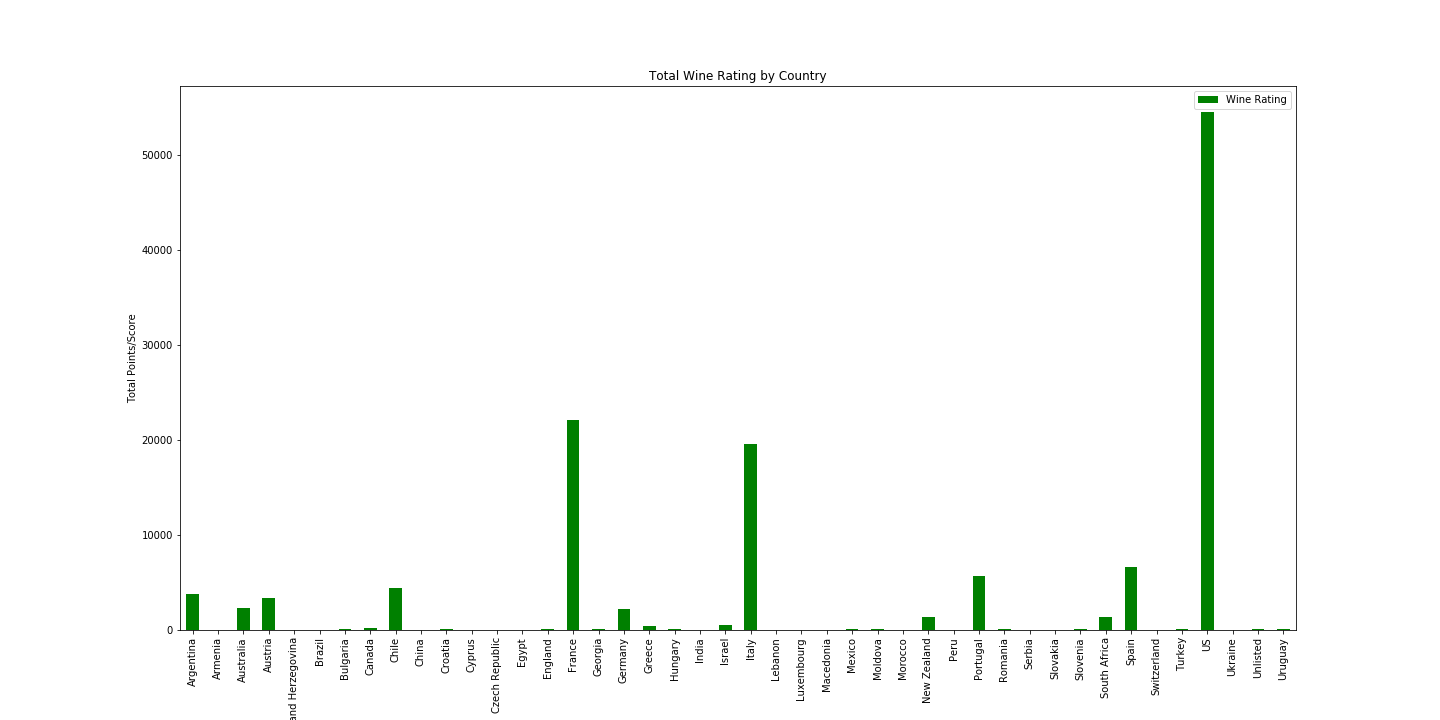 Total Wine Rating by Country
Wine Rating
Total Points/Score
50000
40000
30000
20000
10000
0
Argentina
Armenia
Australia
Austria
and Herzegovina
Brazil
Bulgaria
Canada
Chile
China
Croatia
Cyprus
Czech Republic
Egypt
England
France
Georgia
Germany
Greece
Hungary
India
Israel
Italy
Lebanon
Luxembourg
Macedonia
Mexico
Moldova
Morocco
New Zealand
Peru
Portugal
Romania
Serbia
Slovakia
Slovenia
South Africa
Spain
Switzerland
Turkey
US
Ukraine
Unlisted
Uruguay